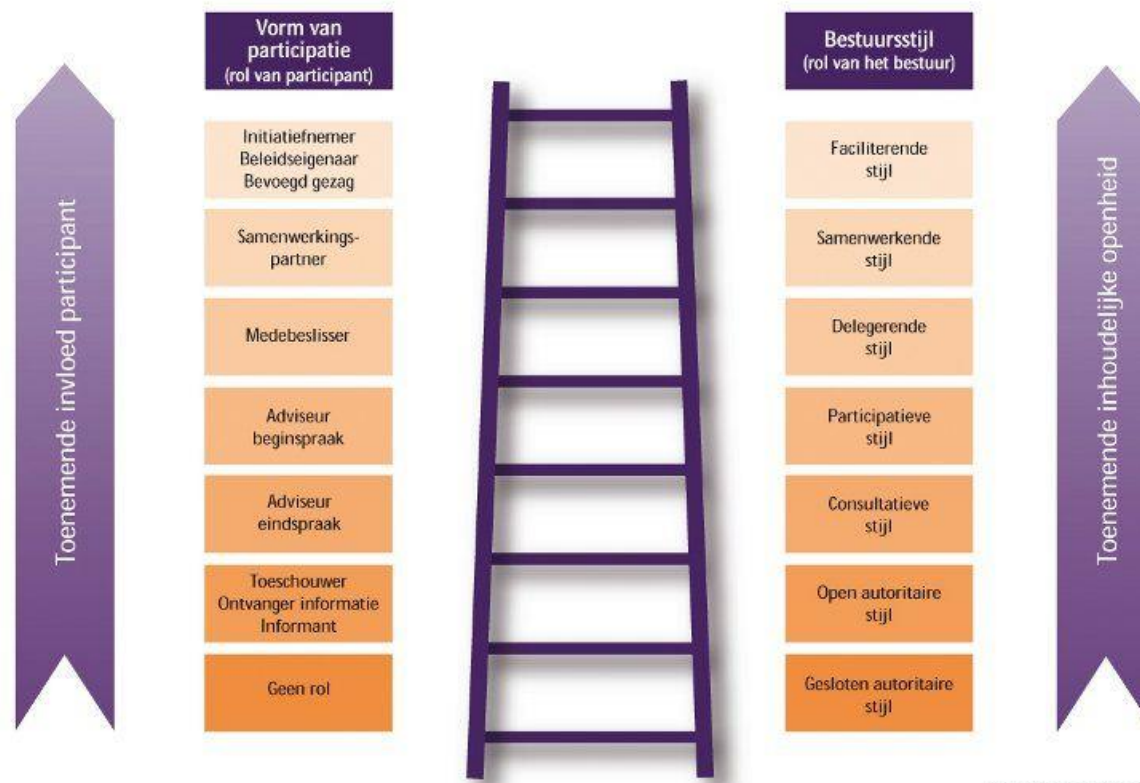 Vorm van
participatie
(rol van participant)
Bestuursstijl
(rol van het bestuur)
Toenemende invloed participant
Initiatiefnemer
Beleidseigenaar
Bevoegd gezag
Faciliterende
stijl
Samenwerkings-
partner
Samenwerkende
stijl
Medebeslisser
Delegerende
stijl
Adviseur
beginspraak
Participatieve
stijl
Adviseur
eindspraak
Consultatieve
stijl
Toeschouwer
Ontvanger informatie
Informant
Open autoritaire
stijl
Geen rol
Gesloten autoritaire
stijl
Toenemende inhoudelijke openheid